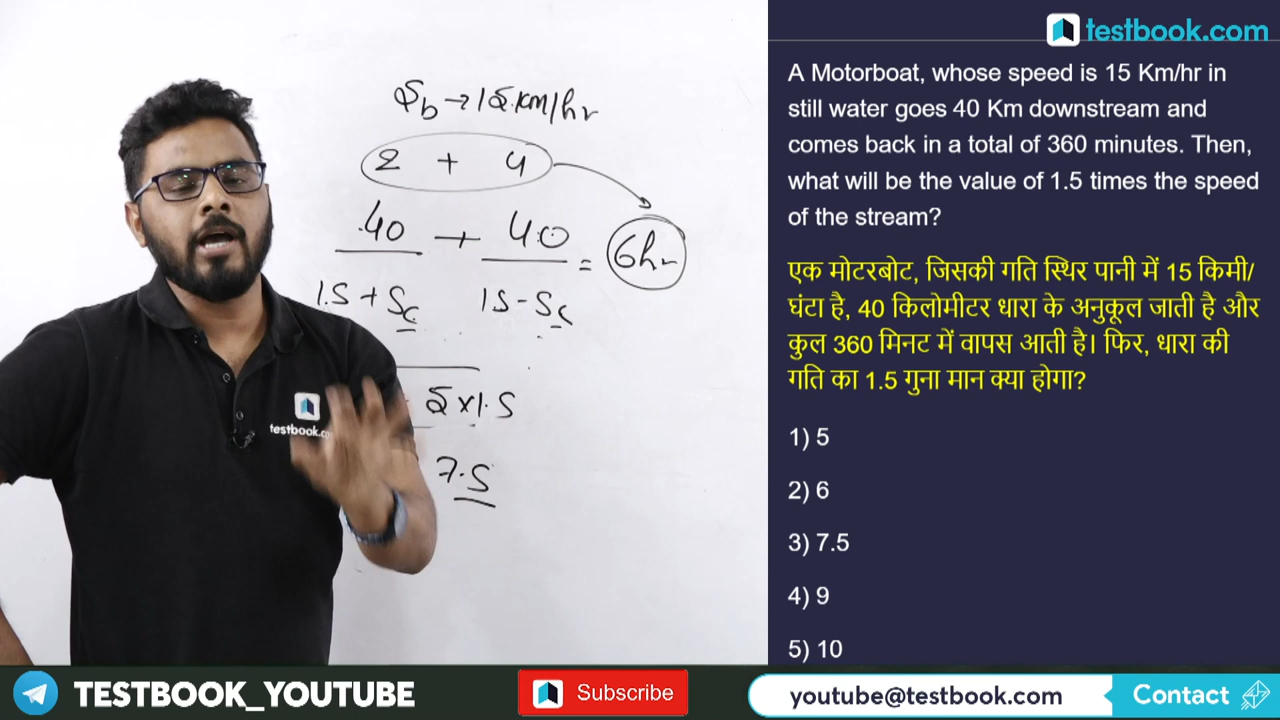 testbook.com
A Motorboat, whose speed is 15 Km/hr in
still water goes 40 Km downstream and
comes back in a total of 360 minutes. Then,
what will be the value of 1.5 times the speed
of the stream?
एक मोटरबोट, जिसकी गति स्थिर पानी में 15 किमी/
घंटा है, 40 किलोमीटर धारा के अनुकूल जाती है और
कुल 360 मिनट में वापस आती है। फिर, धारा की
गति का 1.5 गुना मान क्या होगा?
1) 5
2) 6
3) 7.5
4) 9
5) 10
Sb → 15 km/hr
2 + 4
40 + 40 = 6hr
15 + Sc 15 - Sc
5 x 1.5
7.5
testbook.co
TESTBOOK_YOUTUBE
Subscribe
youtube@testbook.com
Contact